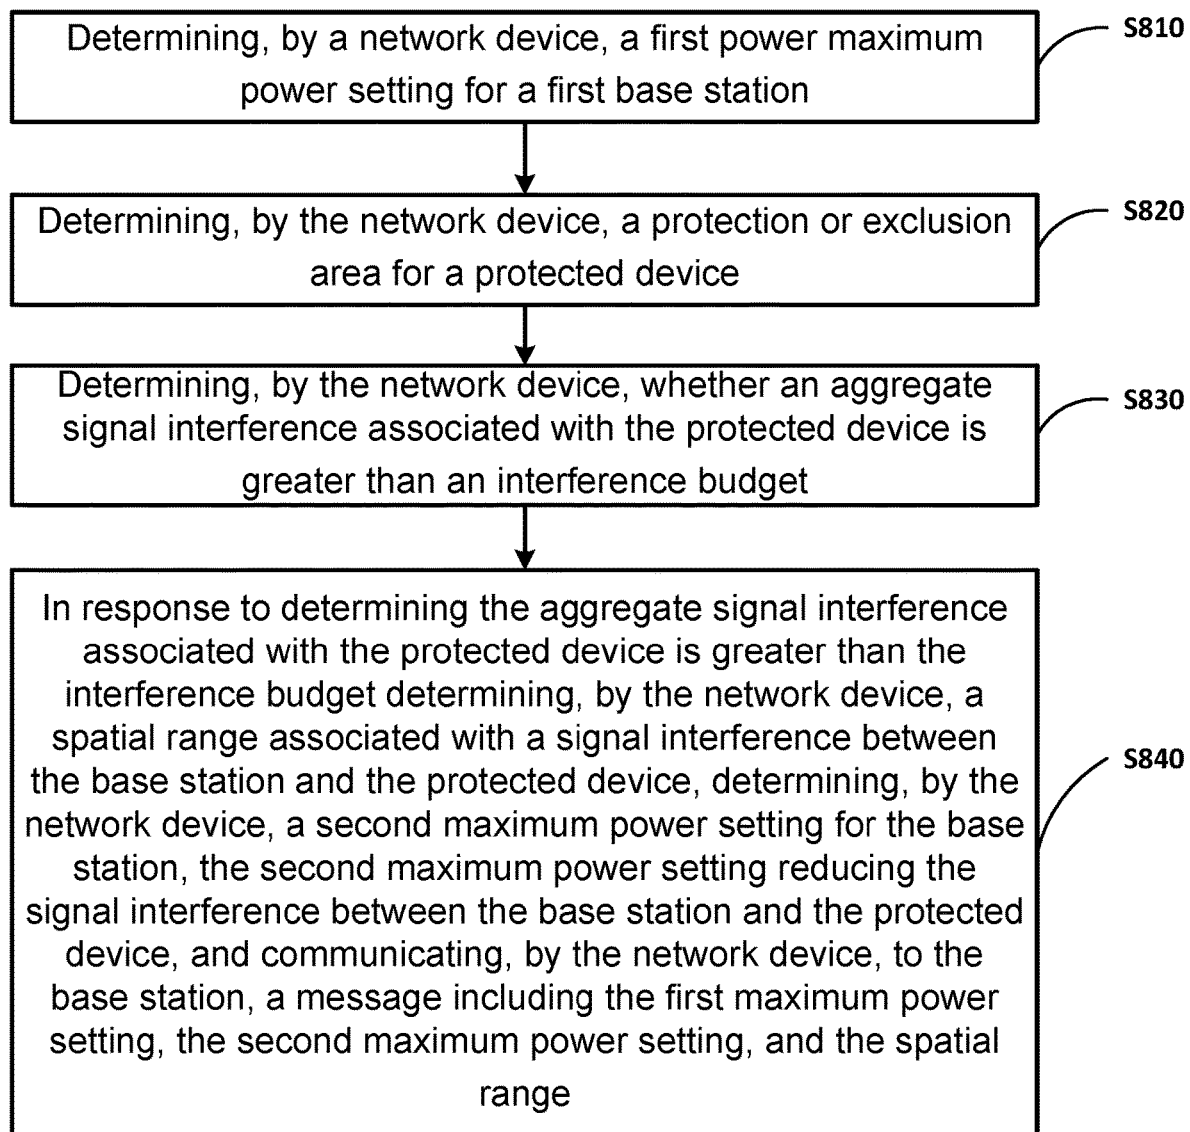 Determining, by a network device, a first power maximum
power setting for a first base station
S810
Determining, by the network device, a protection or exclusion
area for a protected device
S820
Determining, by the network device, whether an aggregate
signal interference associated with the protected device is
greater than an interference budget
S830
In response to determining the aggregate signal interference
associated with the protected device is greater than the
interference budget determining, by the network device, a
spatial range associated with a signal interference between
the base station and the protected device, determining, by the
network device, a second maximum power setting for the base
station, the second maximum power setting reducing the
signal interference between the base station and the protected
device, and communicating, by the network device, to the
base station, a message including the first maximum power
setting, the second maximum power setting, and the spatial
range
S840